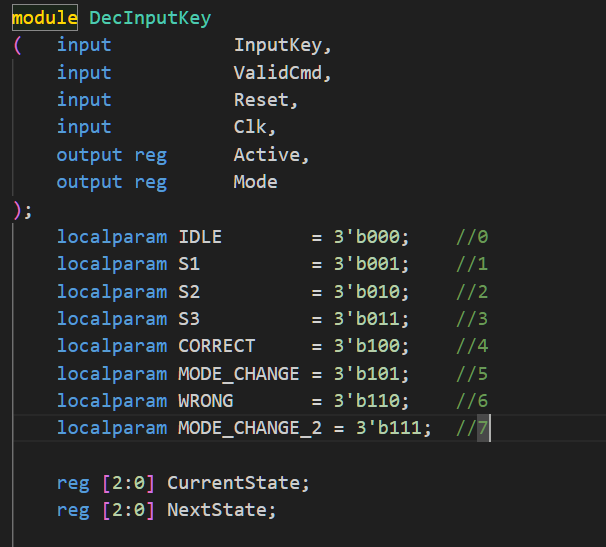 module DecInputKey
(   input           InputKey,
    input           ValidCmd,
    input           Reset,
    input           Clk,
    output reg      Active,
    output reg      Mode
);
    localparam IDLE        = 3'b000;    //0
    localparam S1          = 3'b001;    //1
    localparam S2          = 3'b010;    //2
    localparam S3          = 3'b011;    //3
    localparam CORRECT     = 3'b100;    //4
    localparam MODE_CHANGE = 3'b101;    //5
    localparam WRONG       = 3'b110;    //6
    localparam MODE_CHANGE_2 = 3'b111;  //7
    reg [2:0] CurrentState;
    reg [2:0] NextState;